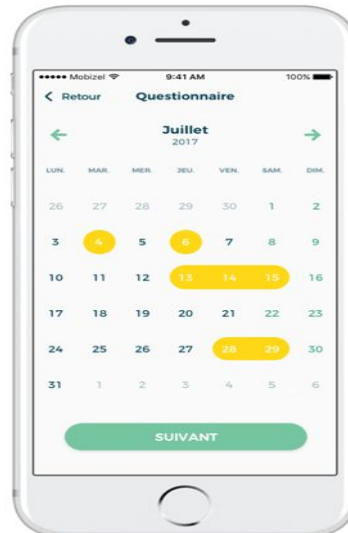 Mobizel 9:41 AM 100%
Retour Questionnaire
Juillet
2017
LUN. MAR. MER. JEU. VEN. SAM. DIM.
26 27 28 29 30 1 2
3 4 5 6 7 8 9
10 11 12 13 14 15 16
17 18 19 20 21 22 23
24 25 26 27 28 29 30
31 1 2 3 4 5 6
SUIVANT